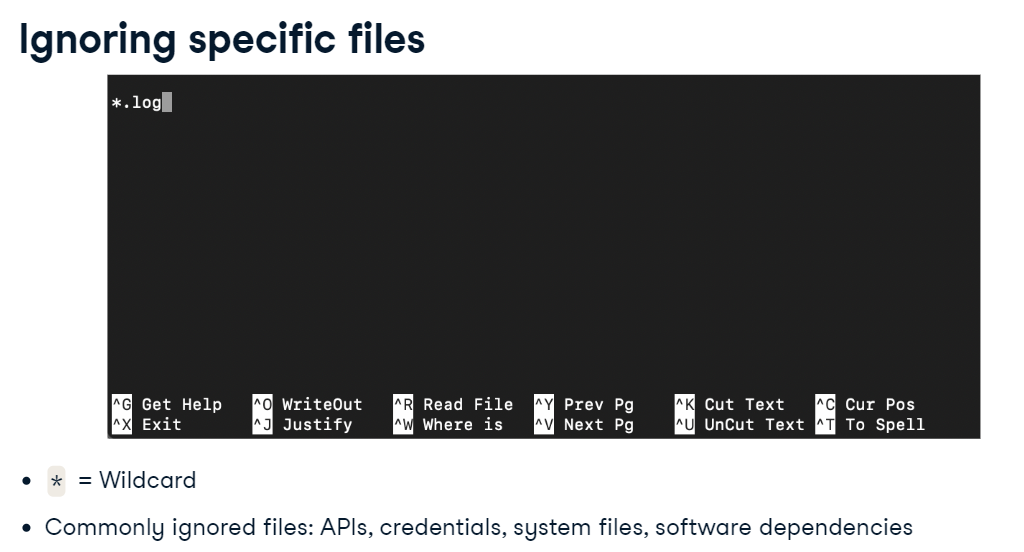 Ignoring specific files
*.log
^G Get Help ^O WriteOut ^R Read File ^Y Prev Pg ^K Cut Text ^C Cur Pos
^X Exit ^J Justify ^W Where is ^V Next Pg ^U UnCut Text ^T To Spell
• * = Wildcard
• Commonly ignored files: APIs, credentials, system files, software dependencies